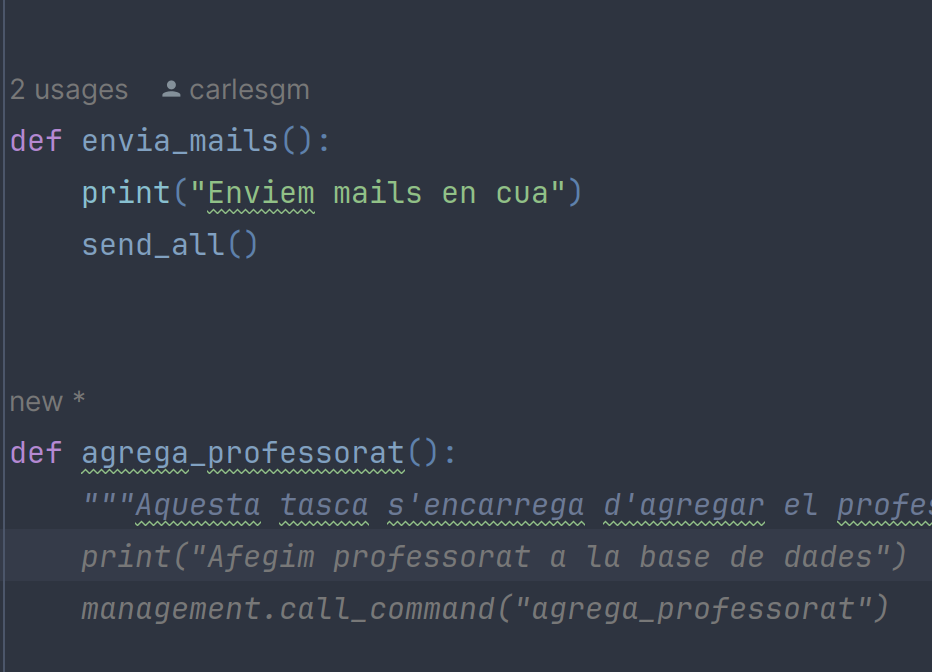 2 usages carlesgm
def envia_mails():
print("Enviem mails en cua")
send_all()
new *
def agrega_professorat():
"""Aquesta tasca s'encarrega d'agregar el
print("Afegim professorat a la base de dades")
management.call_command("agrega_professorat")